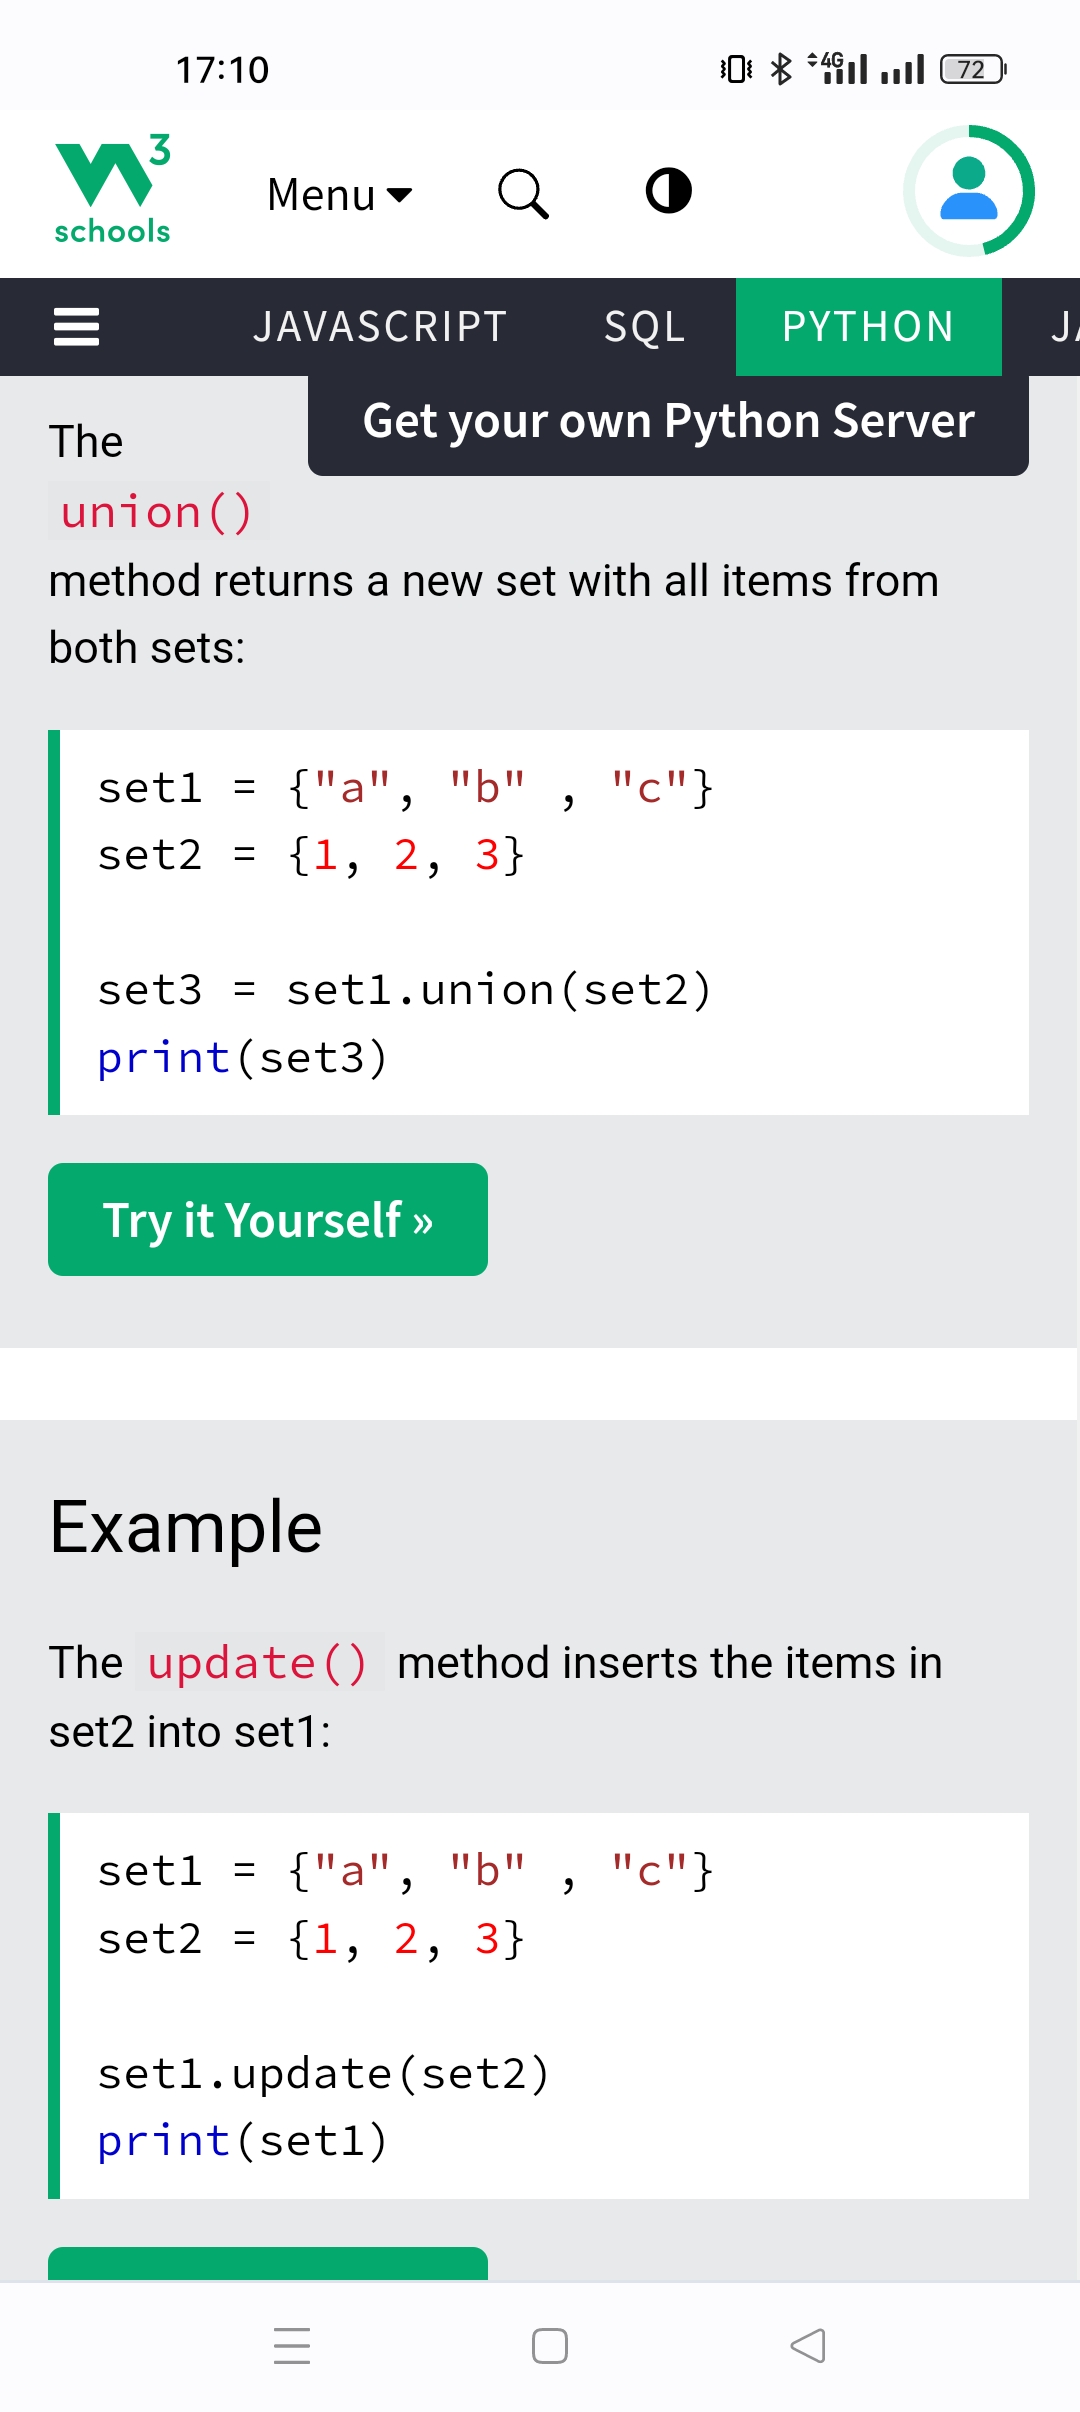 17:10
4G
72
W3
schools
Menu
JAVASCRIPT SQL PYTHON JA
Get your own Python Server
The
union()
method returns a new set with all items from
both sets:
set1 = {"a", "b" , "c"}
set2 = {1, 2, 3}
set3 = set1.union(set2)
print(set3)
Try it Yourself »
Example
The update() method inserts the items in
set2 into set1:
set1 = {"a", "b" , "c"}
set2 = {1, 2, 3}
set1.update(set2)
print(set1)